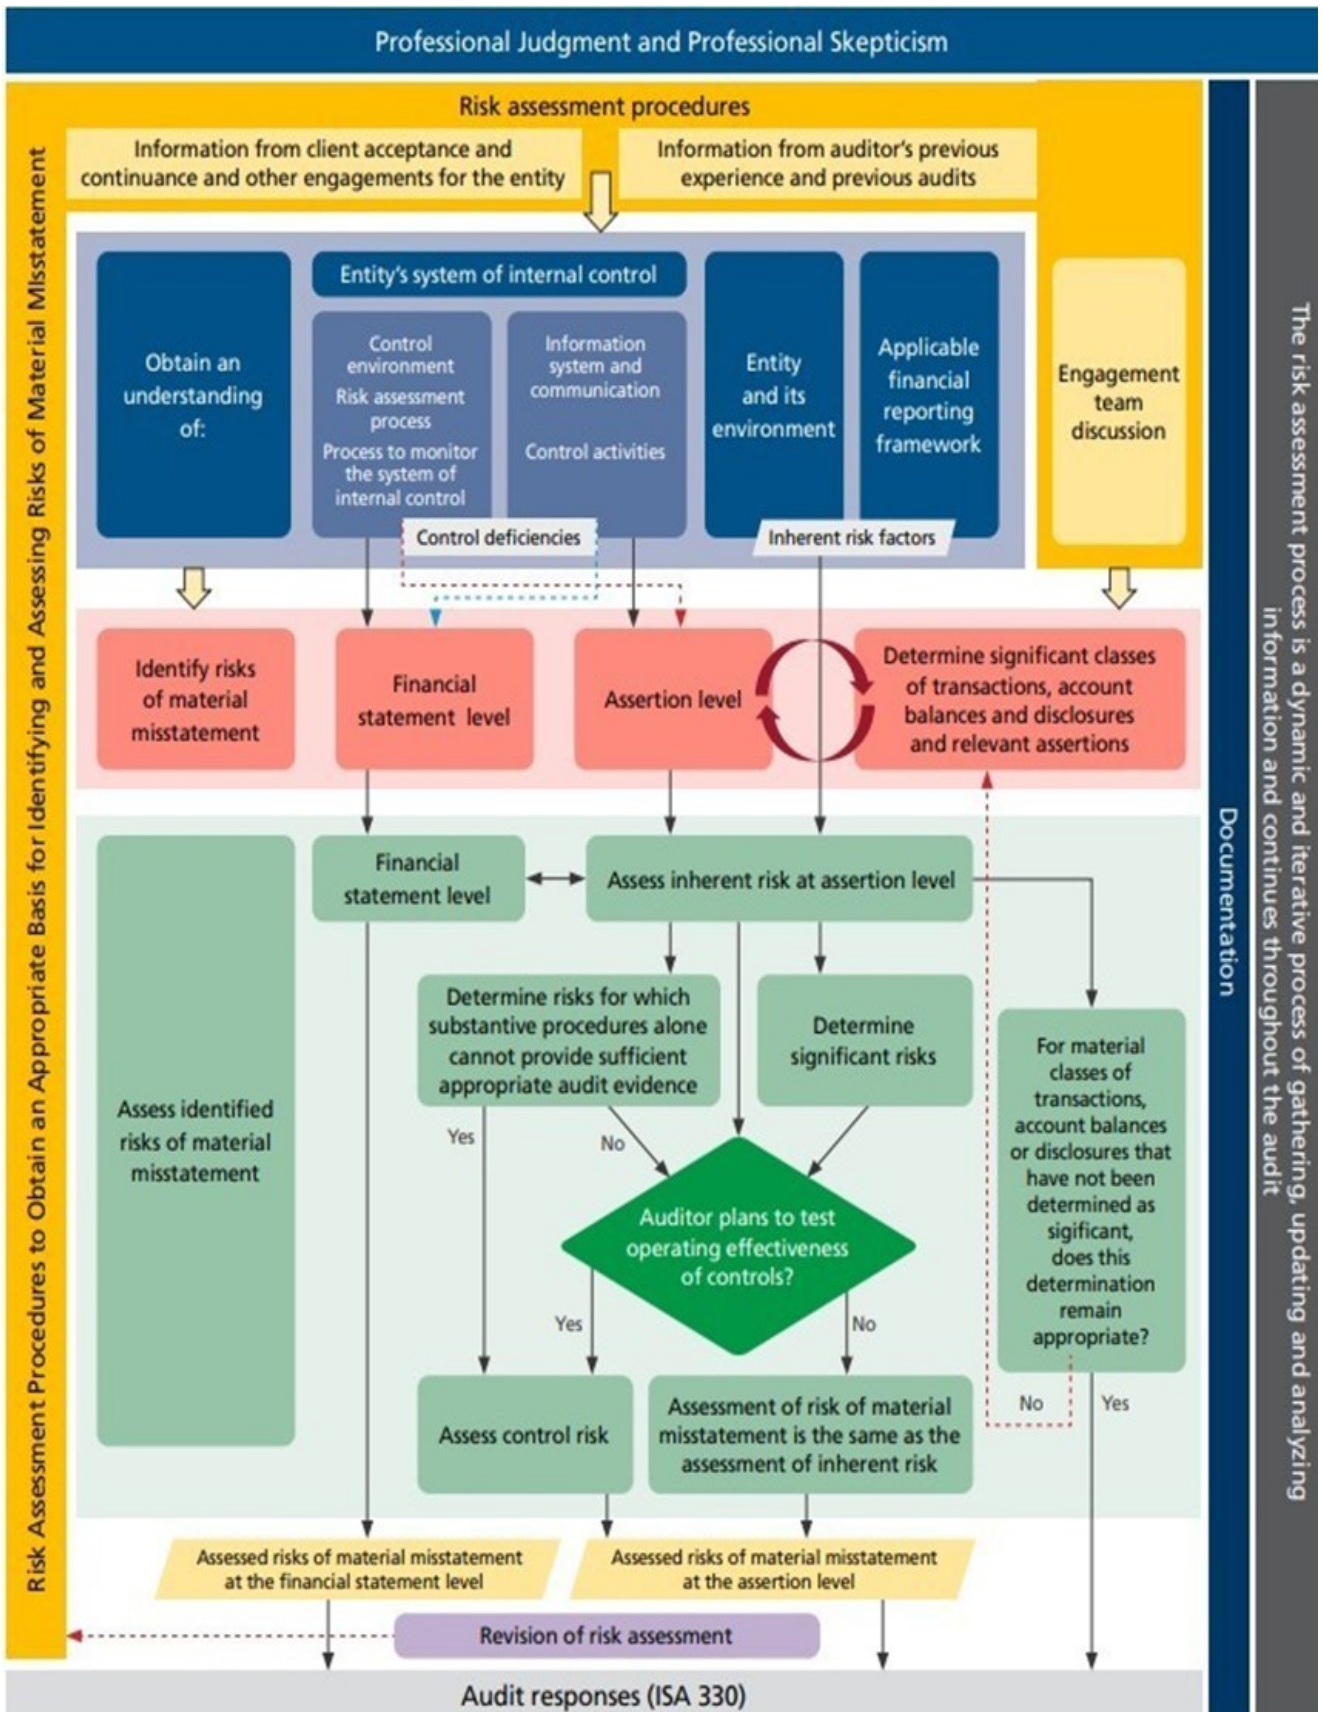 Professional Judgment and Professional Skepticism
Risk Assessment Procedures to Obtain an Appropriate Basis for Identifying and Assessing Risks of Material MIsstatement
Risk assessment procedures
Information from client acceptance and
continuance and other engagements for the entity
Information from auditor's previous
experience and previous audits
Obtain an
understanding
of:
Entity's system of internal control
Control
environment
Risk assessment
process
Process to monitor
the system of
internal control
Information
system and
communication
Control activities
Entity
and its
environment
Applicable
financial
reporting
framework
Engagement
team
discussion
Control deficiencies
Inherent risk factors
Identify risks
of material
misstatement
Financial
statement level
Assertion level
Determine significant classes
of transactions, account
balances and disclosures
and relevant assertions
Assess identified
risks of material
misstatement
Financial
statement level
Assess inherent risk at assertion level
Determine risks for which
substantive procedures alone
cannot provide sufficient
appropriate audit evidence
Determine
significant risks
For material
classes of
transactions,
account balances
or disclosures that
have not been
determined as
sigificant,
does this
determination
remain
appropriate?
Yes
No
Auditor plans to test
operating effectiveness
of controls?
Yes
No
Assess control risk
Assessment of risk of material
misstatement is the same as the
assessment of inherent risk
No
Yes
Assessed risks of material misstatement
at the financial statement level
Assessed risks of material misstatement
at the assertion level
Revision of risk assessment
Audit responses (ISA 330)
Documentation
The risk assessment process is a dynamic and iterative process of gathering, updating and analyzing
information and continues throughout the audit